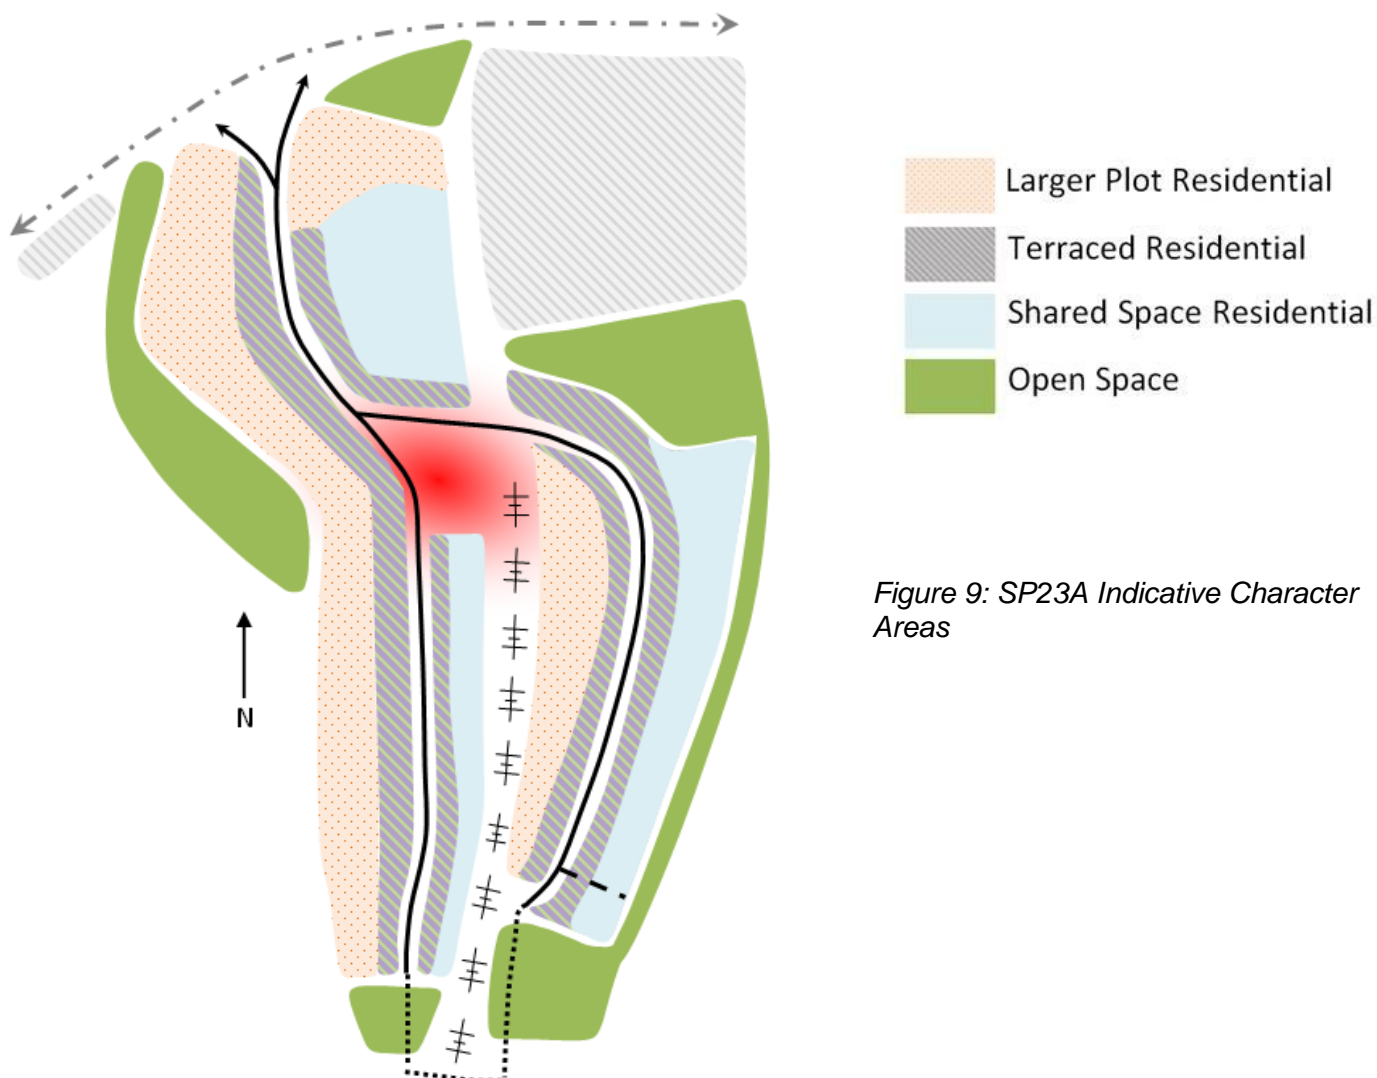 Larger Plot Residential
Terraced Residential
Shared Space Residential
Open Space
Figure 9: SP23A Indicative Character
Areas
N